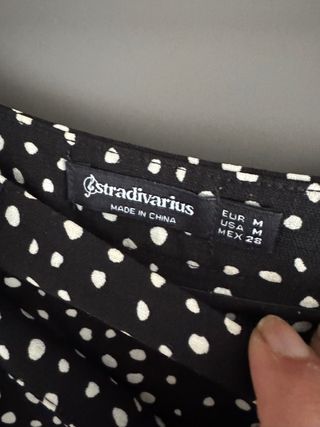 stradivarius
MADE IN CHINA
EUR M
USA M
MEX 28